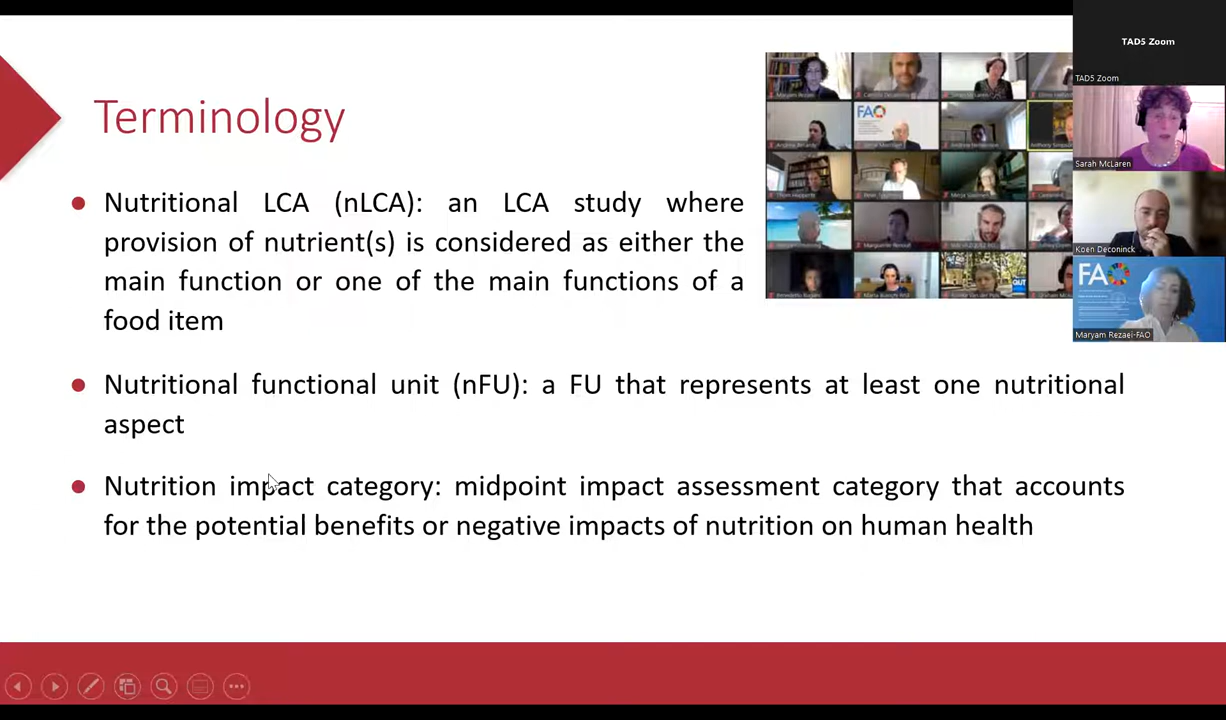 TAD5 Zoom
TAD5 Zoom
Terminology
FAO
Sarah McLaren
Nutritional LCA (nLCA): an LCA study where
provision of nutrient(s) is considered as either the
main function or one of the main functions of a
food item
Koen Deconinck
QUT
FAO
Maryam Rezaei-FAO
Nutritional functional unit (nFU): a FU that represents at least one nutritional
aspect
Nutrition impact category: midpoint impact assessment category that accounts
for the potential benefits or negative impacts of nutrition on human health